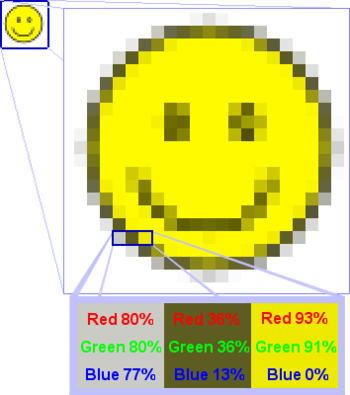 Red 80% Red 36% Red 93%
Green 80% Green 36% Green 91%
Blue 77% Blue 13% Blue 0%